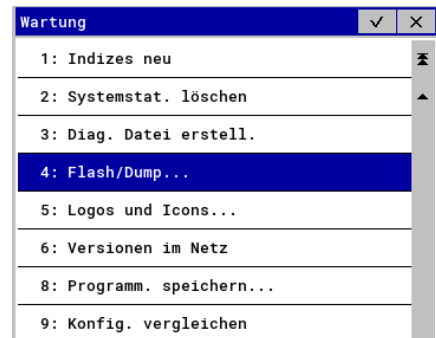 Wartung
1: Indizes neu
2: Systemstat. löschen
3: Diag. Datei erstell.
4: Flash/Dump...
5: Logos und Icons...
6: Versionen im Netz
8: Programm. speichern...
9: Konfig. vergleichen